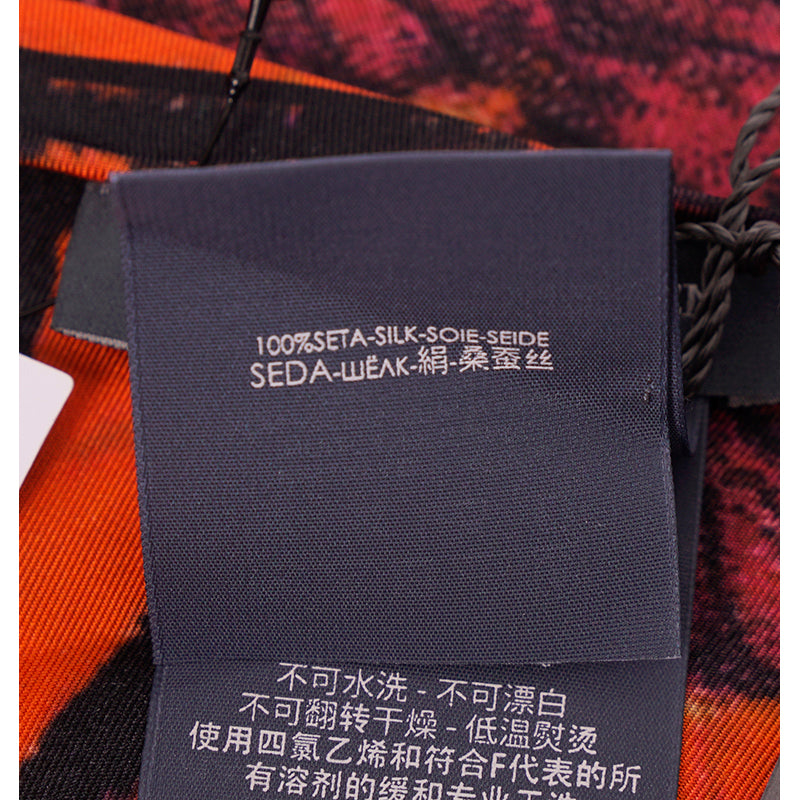 100%SETA-SILK-SOIE-SEIDE
SEDA-ШЁЛК-絹-桑蚕丝
不可水洗 - 不可漂白
不可翻转干燥 - 低温熨烫
使用四氯乙烯和符合F代表的所
有溶剂的缓和专业干洗